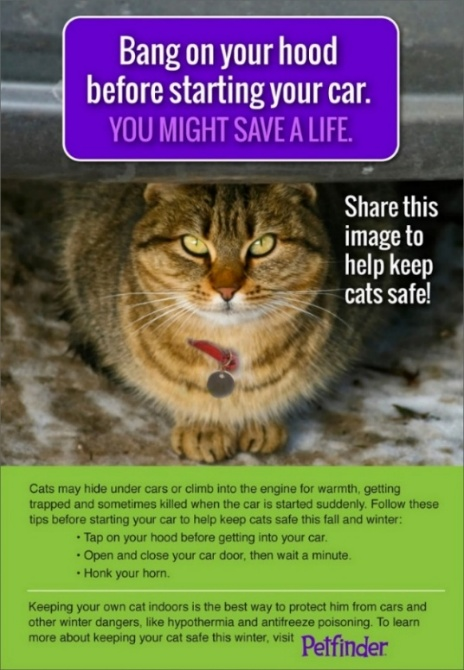 Bang on your hood
before starting your car.
YOU MIGHT SAVE A LIFE.
Share this
image to
help keep
cats safe!
Cats may hide under cars or climb into the engine for warmth, getting
trapped and sometimes killed when the car is started suddenly. Follow these
tips before starting your car to help keep cats safe this fall and winter:
• Tap on your hood before getting into your car.
• Open and close your car door, then wait a minute.
• Honk your horn.
Keeping your own cat indoors is the best way to protect him from cars and
other winter dangers, like hypothermia and antifreeze poisoning. To learn
more about keeping your cat safe this winter, visit Petfinder